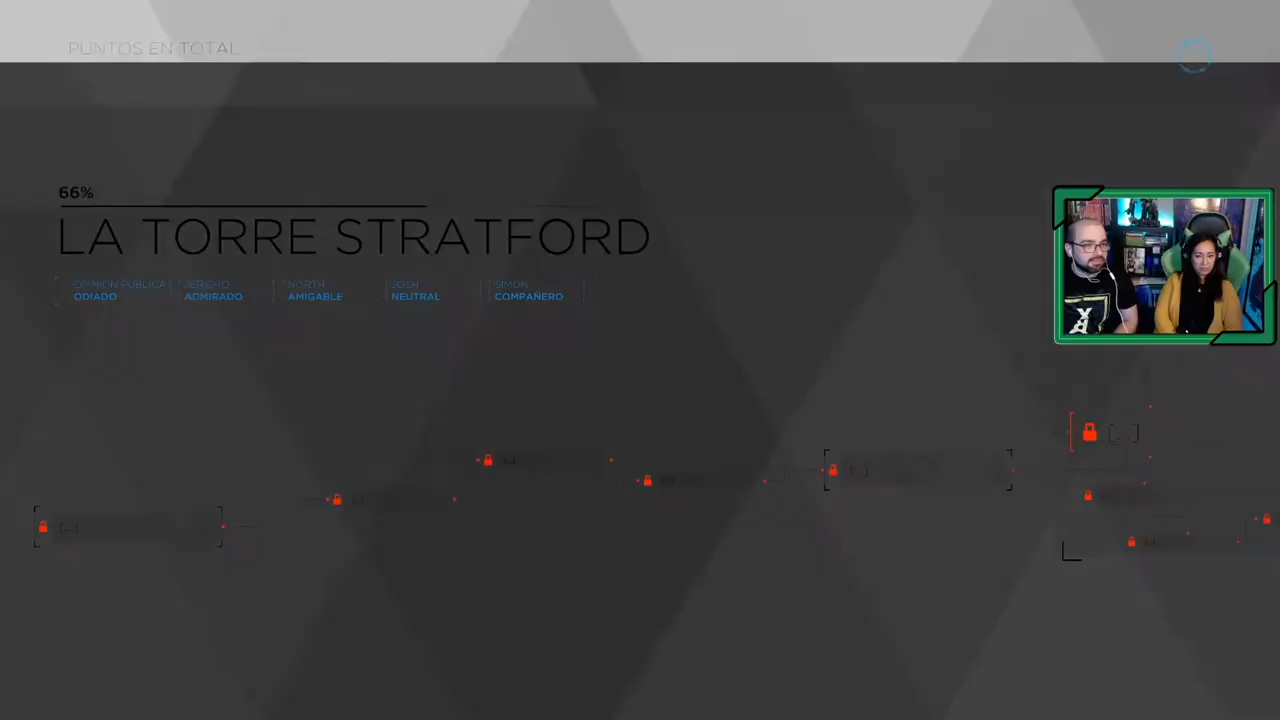 PUNTOS EN TOTAL
66%
LA TORRE STRATFORD
OPINIÓN PÚBLICA JERICHO NORTH JOSH SIMON
ODIADO ADMIRADO AMIGABLE NEUTRAL COMPAÑERO